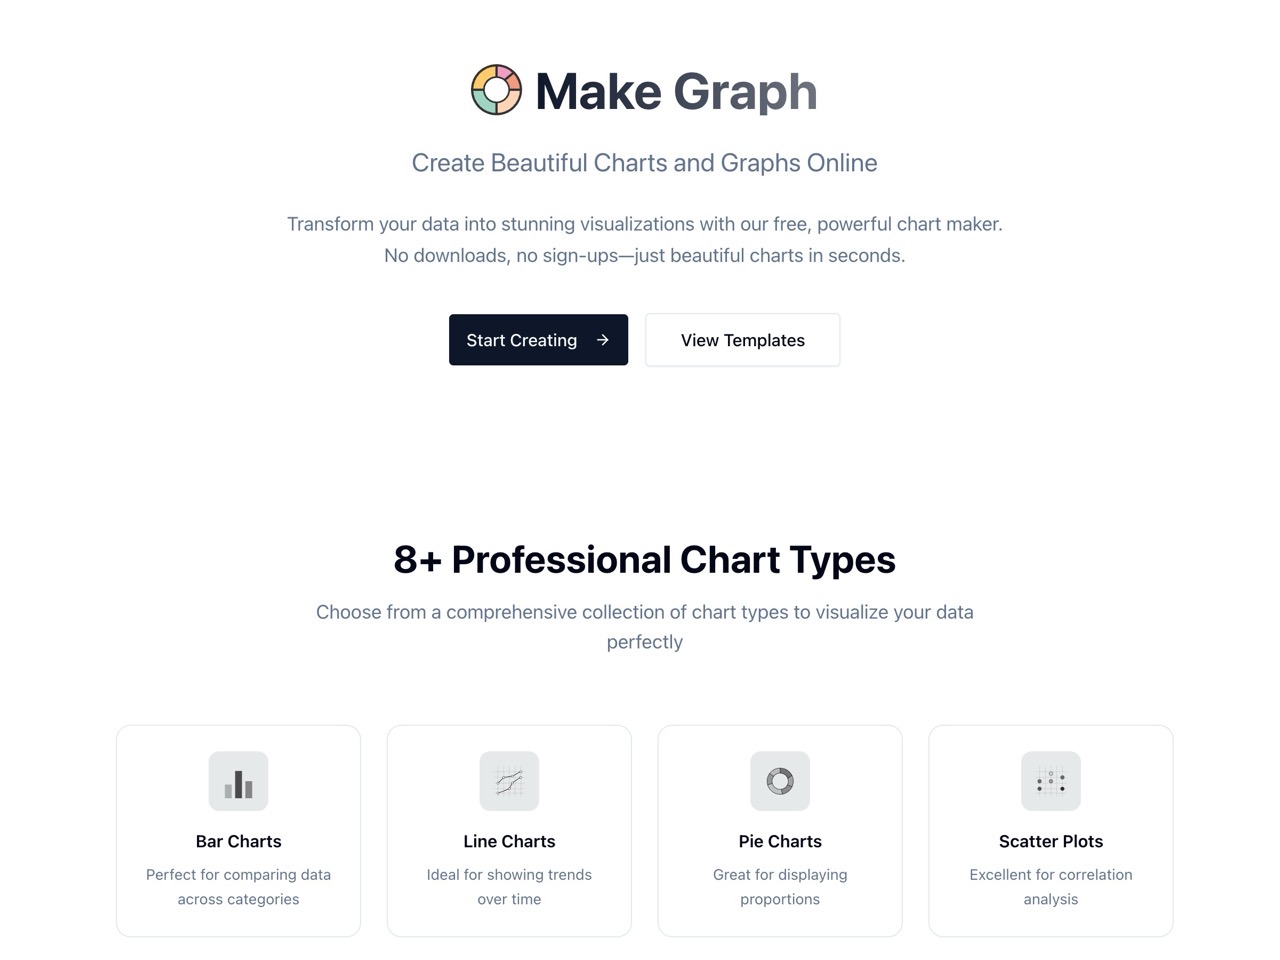 Make Graph
Create Beautiful Charts and Graphs Online
Transform your data into stunning visualizations with our free, powerful chart maker.
No downloads, no sign-ups—just beautiful charts in seconds.
Start Creating →
View Templates
8+ Professional Chart Types
Choose from a comprehensive collection of chart types to visualize your data
perfectly
Bar Charts
Perfect for comparing data
across categories
Line Charts
Ideal for showing trends
over time
Pie Charts
Great for displaying
proportions
Scatter Plots
Excellent for correlation
analysis